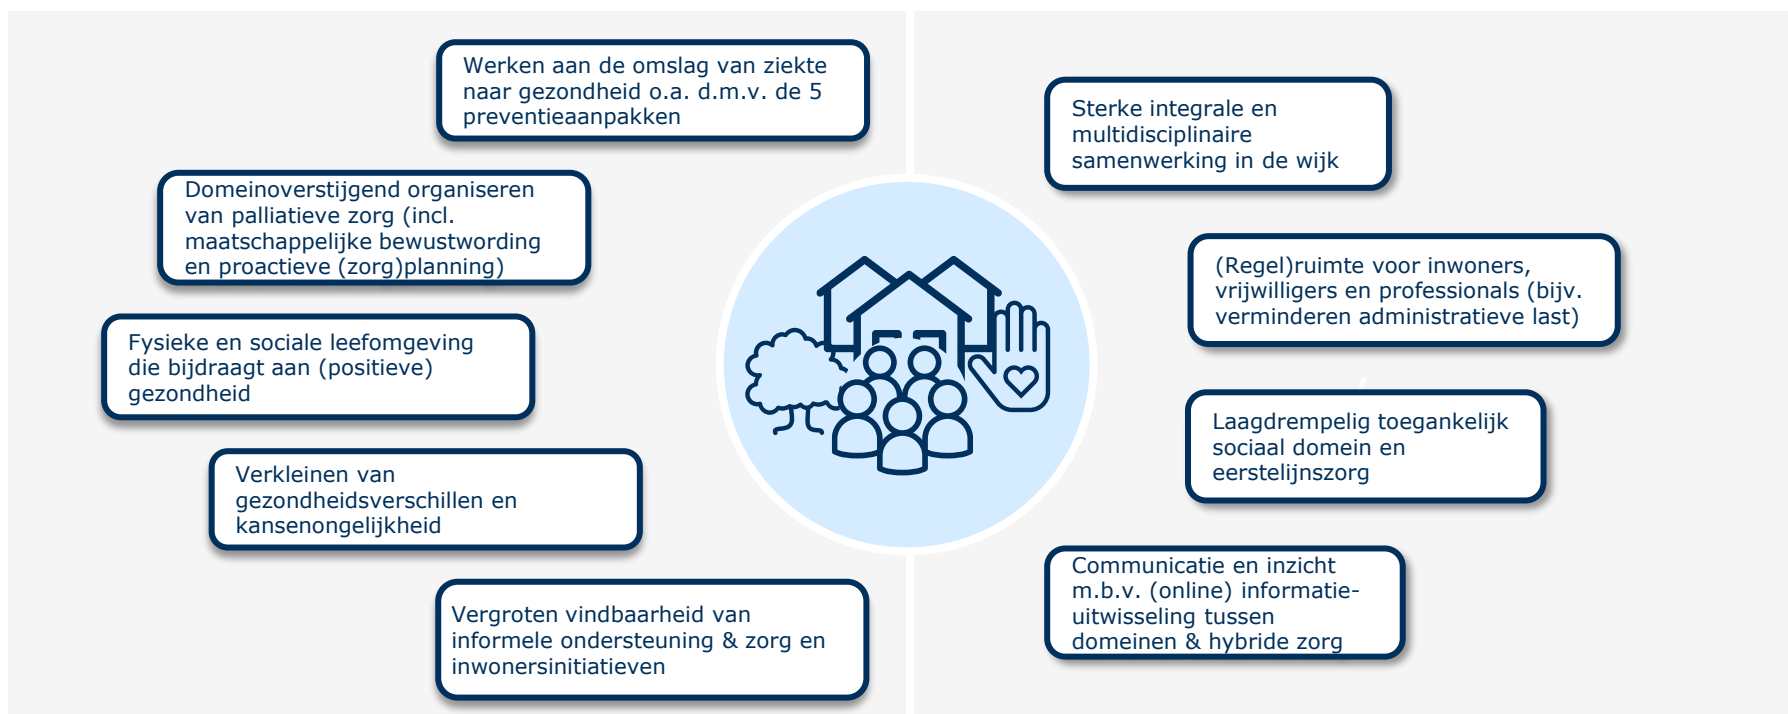 Werken aan de omslag van ziekte
naar gezondheid o.a. d.m.v. de 5
preventieaanpakken
Domeinoverstijgend organiseren
van palliatieve zorg (incl.
maatschappelijke bewustwording
en proactieve (zorg)planning)
Fysieke en sociale leefomgeving
die bijdraagt aan (positieve)
gezondheid
Verkleinen van
gezondheidsverschillen en
kansenongelijkheid
Vergroten vindbaarheid van
informele ondersteuning & zorg en
inwonersinitiatieven
Sterke integrale en
multidisciplinaire
samenwerking in de wijk
(Regel)ruimte voor inwoners,
vrijwilligers en professionals (bijv.
verminderen administratieve last)
Laagdrempelig toegankelijk
sociaal domein en
eerstelijnszorg
Communicatie en inzicht
m.b.v. (online) informatie-
uitwisseling tussen
domeinen & hybride zorg